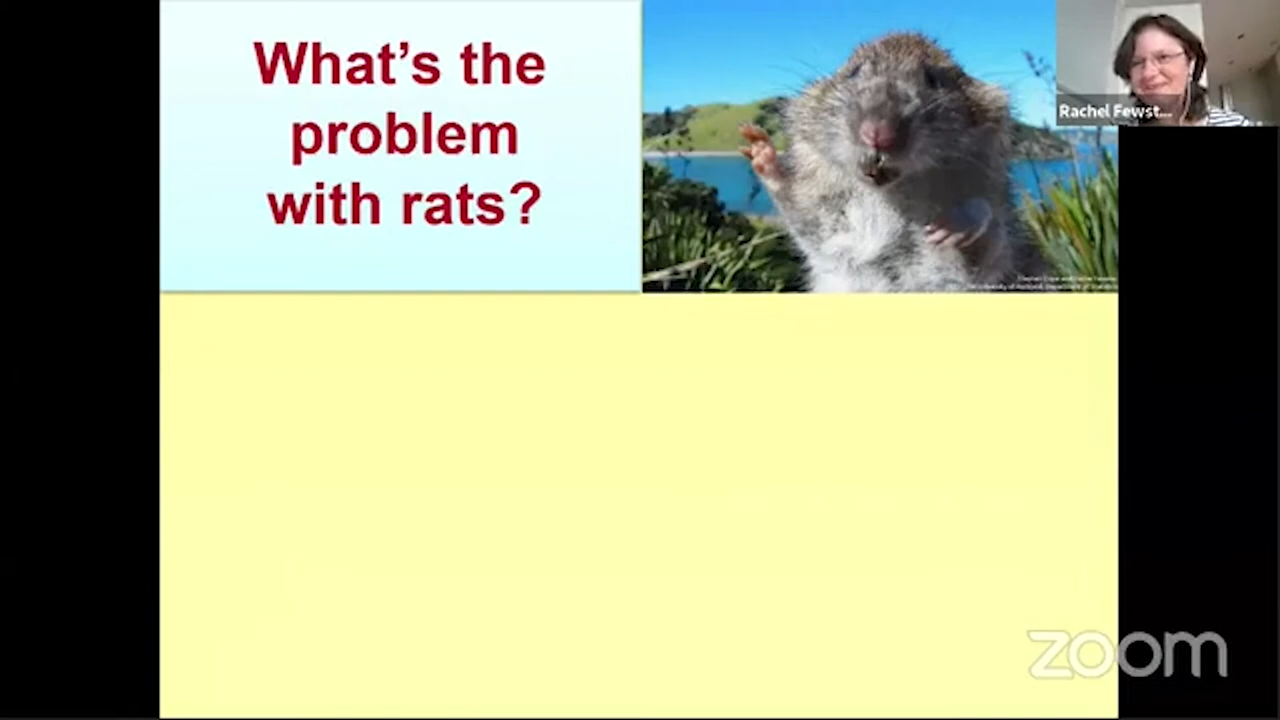 What's the
problem
with rats?
Rachel Fewst...
zoom